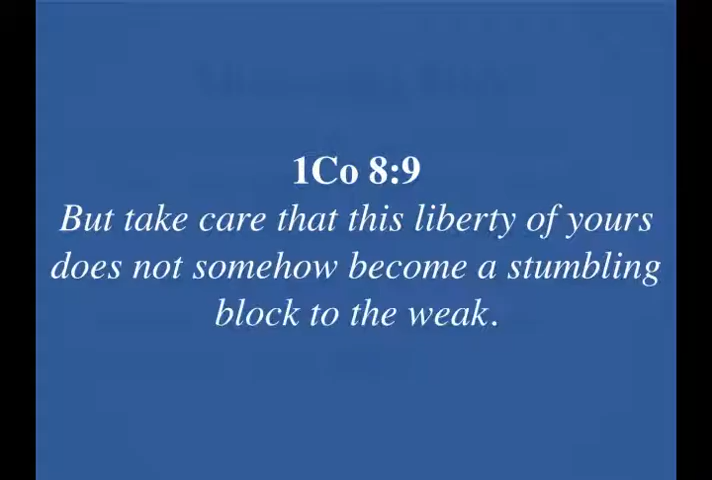 1Co 8:9
But take care that this liberty of yours
does not somehow become a stumbling
block to the weak.